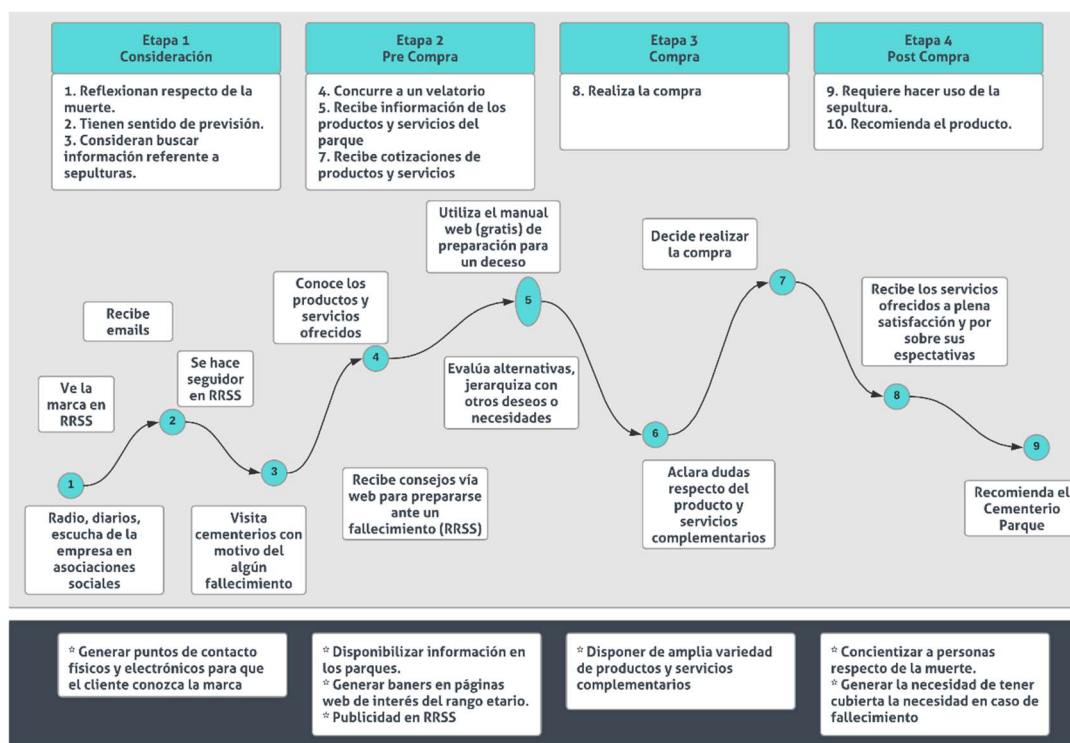 Etapa 1
Consideración
1. Reflexionan respecto de la
muerte.
2. Tienen sentido de previsión.
3. Consideran buscar
información referente a
sepulturas.
Etapa 2
Pre Compra
4. Concurre a un velatorio
5. Recibe infiormación de los
productos y servicios del
parque
7. Recibe cotizaciones de
productos y servicios
Etapa 3
Compra
8. Realiza la compra
Etapa 4
Post Compra
9. Requiere hacer uso de la
sepultura.
10. Recomienda el producto.
Utiliza el manual
web (gratis) de
preparación para
un deceso
Decide realizar
la compra
Conoce los
productos y
servicios
ofrecidos
Recibe los servicios
ofrecidos a plena
satisfacción y por
sobre sus
espectativas
Recibe
emails
Se hace
seguidor
en RRSS
Ve la
marca en
RRSS
Evalúa alternativas,
jerarquiza con
otros deseos o
necesidades
1
2
3
4
5
6
7
8
9
Radio, diarios,
escucha de la
empresa en
asociaciones
sociales
Visita
cementerios con
motivo del
algún
fallecimiento
Recibe consejos vía
web para prepararse
ante un
fallecimiento (RRSS)
Aclara dudas
respecto del
producto y
servicios
complementarios
Recomienda el
Cementerio
Parque
* Generar puntos de contacto
físicos y electrónicos para que
el cliente conozca la marca
* Disponibilizar información en
los parques.
* Generar baners en páginas
web de interés del rango etario.
* Publicidad en RRSS
* Disponer de amplia variedad
de productos y servicios
complementarios
* Concientizar a personas
respecto de la muerte.
* Generar la necesidad de tener
cubierta la necesidad en caso de
fallecimiento